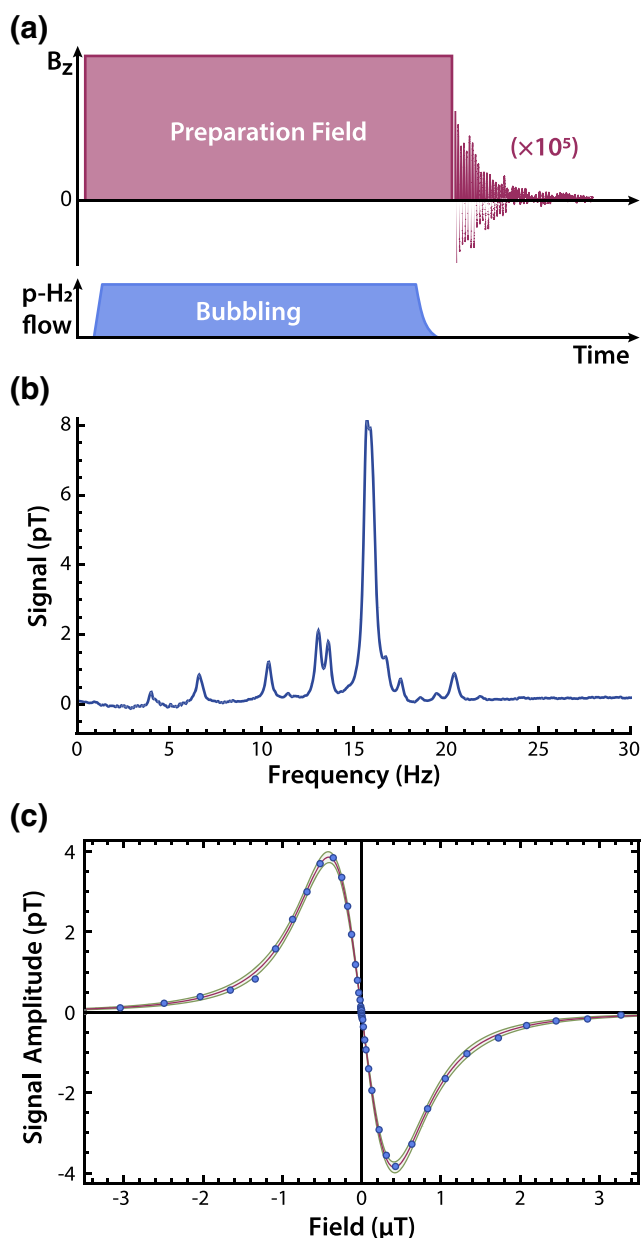 (a)
Bz
Preparation Field
(×10⁵)
0
p-H₂
flow
Bubbling
Time
(b)
8
6
4
2
0
Signal (pT)
0 5 10 15 20 25 30
Frequency (Hz)
(c)
4
2
0
-2
-4
Signal Amplitude (pT)
-3 -2 -1 0 1 2 3
Field (μT)